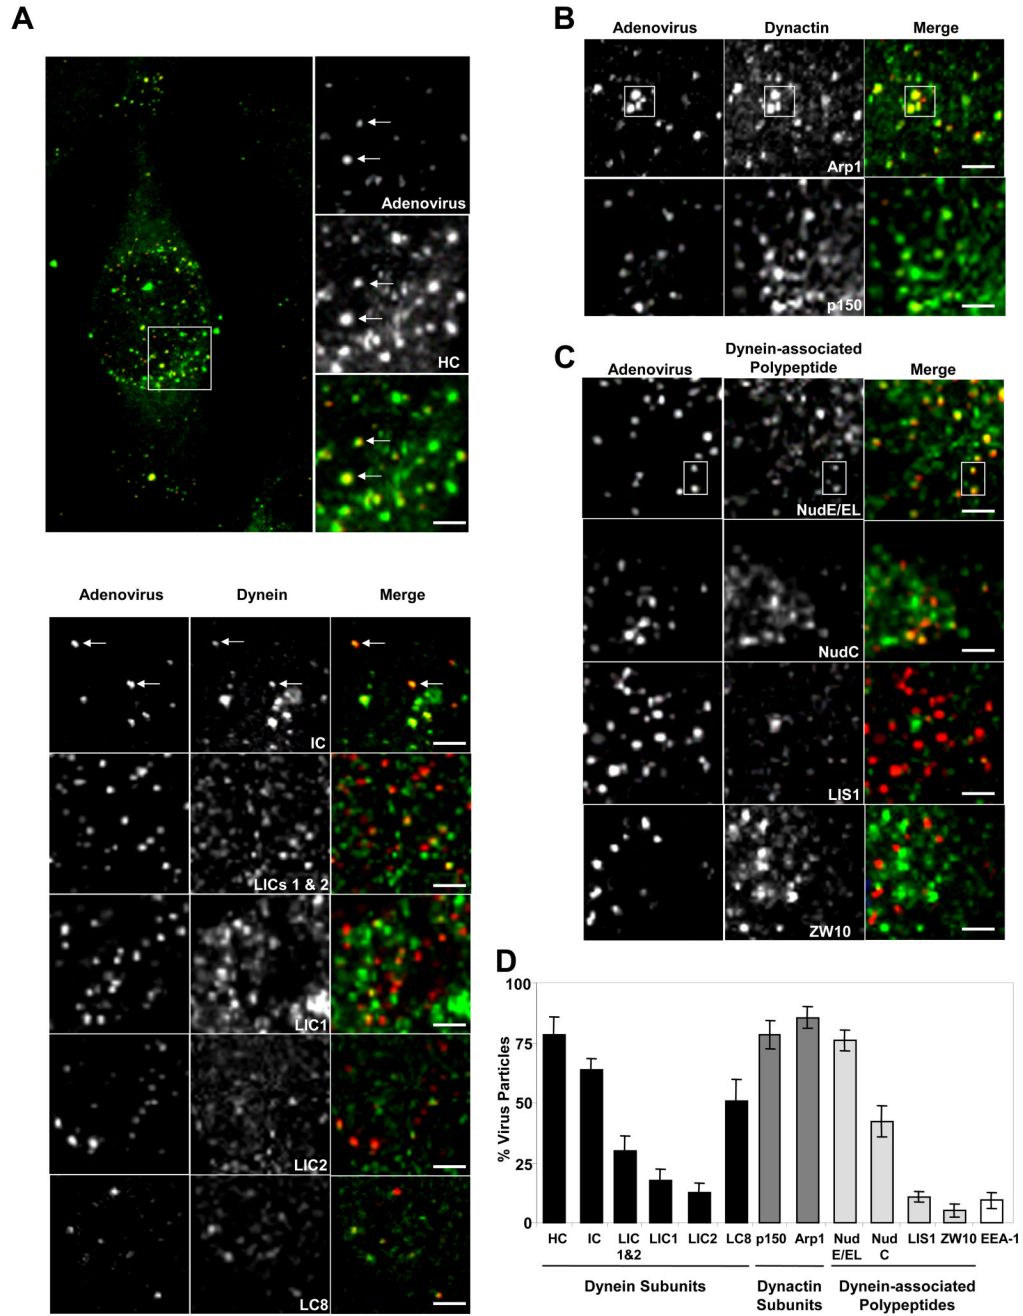 A
Adenovirus
HC
Adenovirus Dynein Merge
IC
LICs 1 & 2
LIC1
LIC2
LC8
B
Adenovirus Dynactin Merge
Arp1
p150
C
Adenovirus Dynein-associated Polypeptide Merge
NudE/EL
NudC
LIS1
ZW10
D
% Virus Particles
100
75
50
25
0
HC IC LIC 1&2 LIC1 LIC2 LC8 p150 Arp1 Nud E/EL Nud C LIS1 ZW10 EEA-1
Dynein Subunits
Dynactin Subunits
Dynein-associated Polypeptides